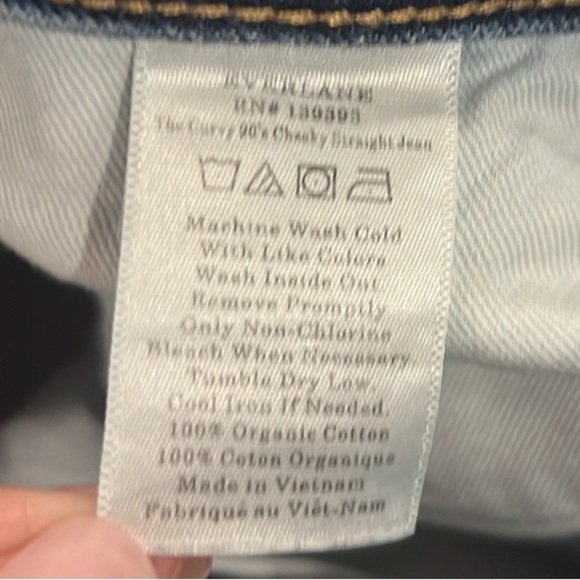 EVERLANE
RN# 139393
The Curvy 90's Cheeky Straight Jean
Machine Wash Cold
With Like Colors
Wash Inside Out
Remove Promptly
Only Non-Chlorine
Bleach When Necessary
Tumble Dry Low.
Cool Iron If Needed.
100% Organic Cotton
100% Coton Organique
Made in Vietnam
Fabriqué au Viêt-Nam